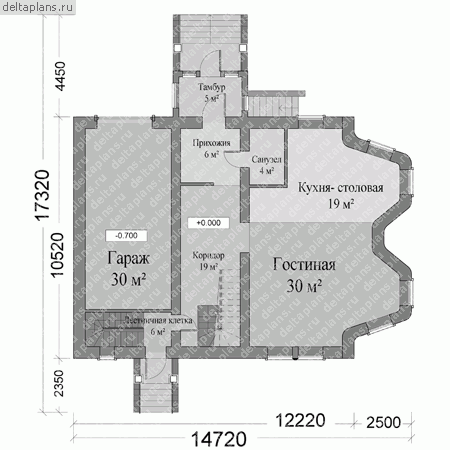 deltaplans.ru
4450
17320
10520
2350
Тамбур
5 м²
Прихожия
6 м²
Санузел
4 м²
Кухня- столовая
19 м²
+0.000
-0.700
Гараж
30 м²
Коридор
19 м²
Гостиная
30 м²
Лестничная клетка
6 м²
12220
2500
14720